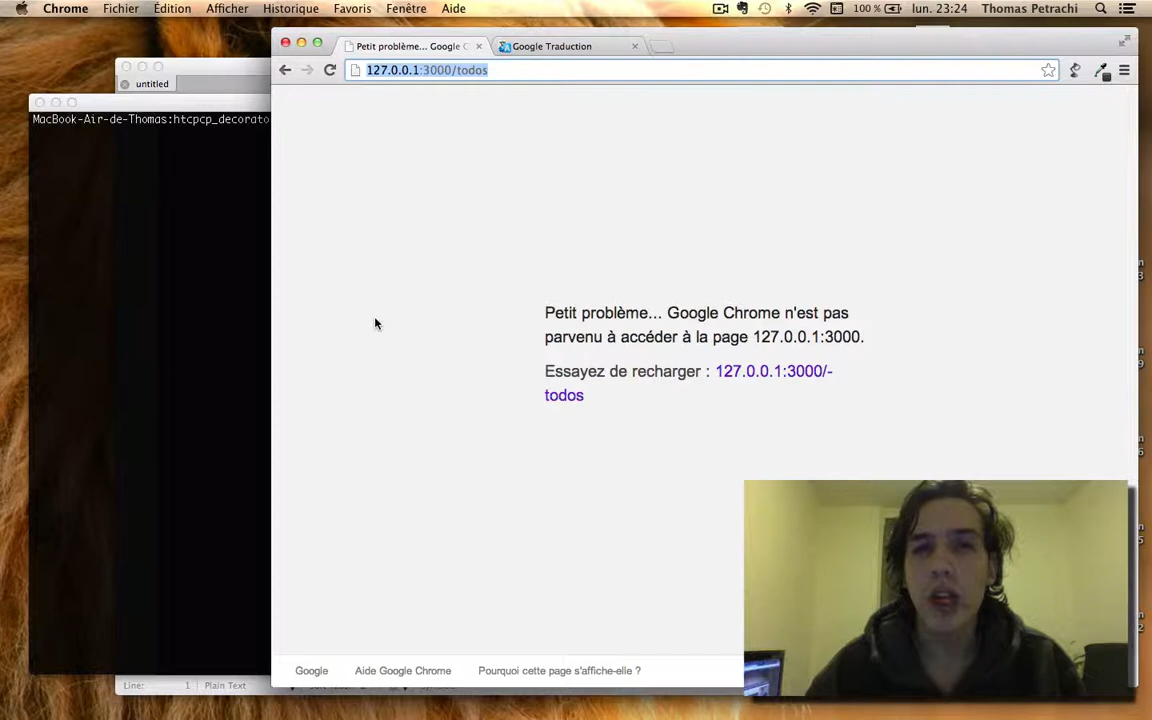 Chrome Fichier Édition Afficher Historique Favoris Fenêtre Aide 100 % lun. 23:24 Thomas Petrachi
Petit problème... Google C
Google Traduction
127.0.0.1:3000/todos
untitled
MacBook-Air-de-Thomas:htcpcp_decorato
Petit problème... Google Chrome n'est pas
parvenu à accéder à la page 127.0.0.1:3000.
Essayez de recharger : 127.0.0.1:3000/-
todos
Google Aide Google Chrome Pourquoi cette page s'affiche-elle ?
Line: 1 Plain Text